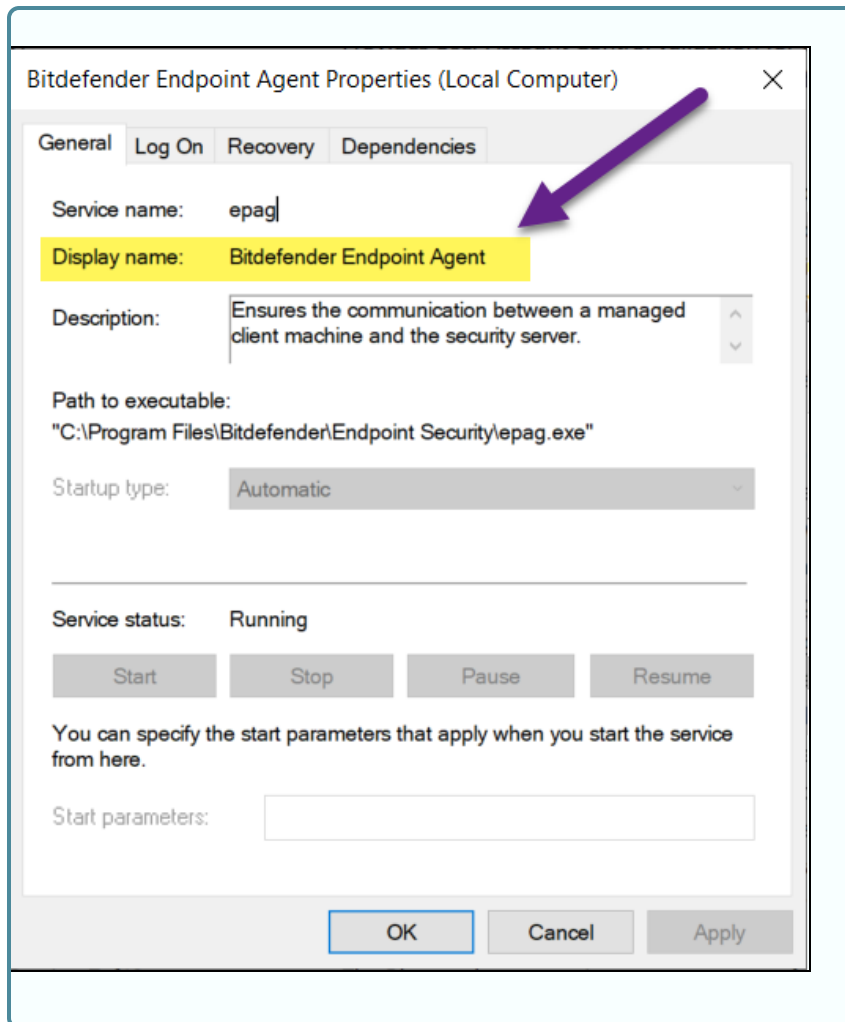 Bitdefender Endpoint Agent Properties (Local Computer)
General Log On Recovery Dependencies
Service name: epag
Display name: Bitdefender Endpoint Agent
Description: Ensures the communication between a managed
client machine and the security server.
Path to executable:
"C:\Program Files\Bitdefender\Endpoint Security\epag.exe"
Startup type: Automatic
Service status: Running
Start Stop Pause Resume
You can specify the start parameters that apply when you start the service
from here.
Start parameters:
OK Cancel Apply